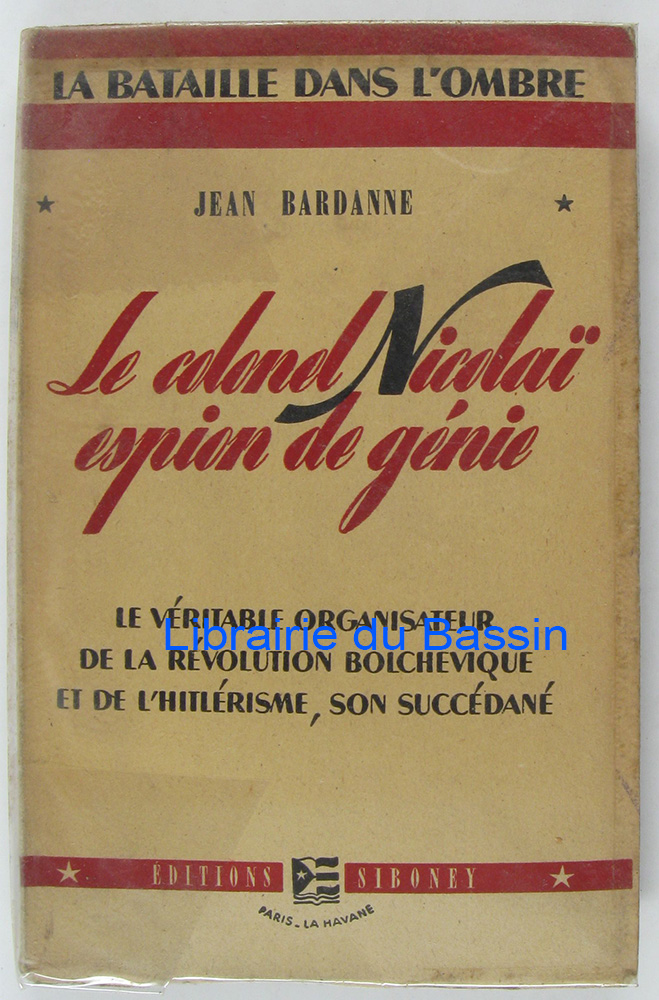 LA BATAILLE DANS L'OMBRE
JEAN BARDANNE
Le colonel Nicolaï
espion de génie
LE VÉRITABLE ORGANISATEUR
Librairie du Bassin
DE LA RÉVOLUTION BOLCHEVIQUE
ET DE L'HITLÉRISME, SON SUCCÉDANÉ
ÉDITIONS SIBONEY
PARIS - LA HAVANE